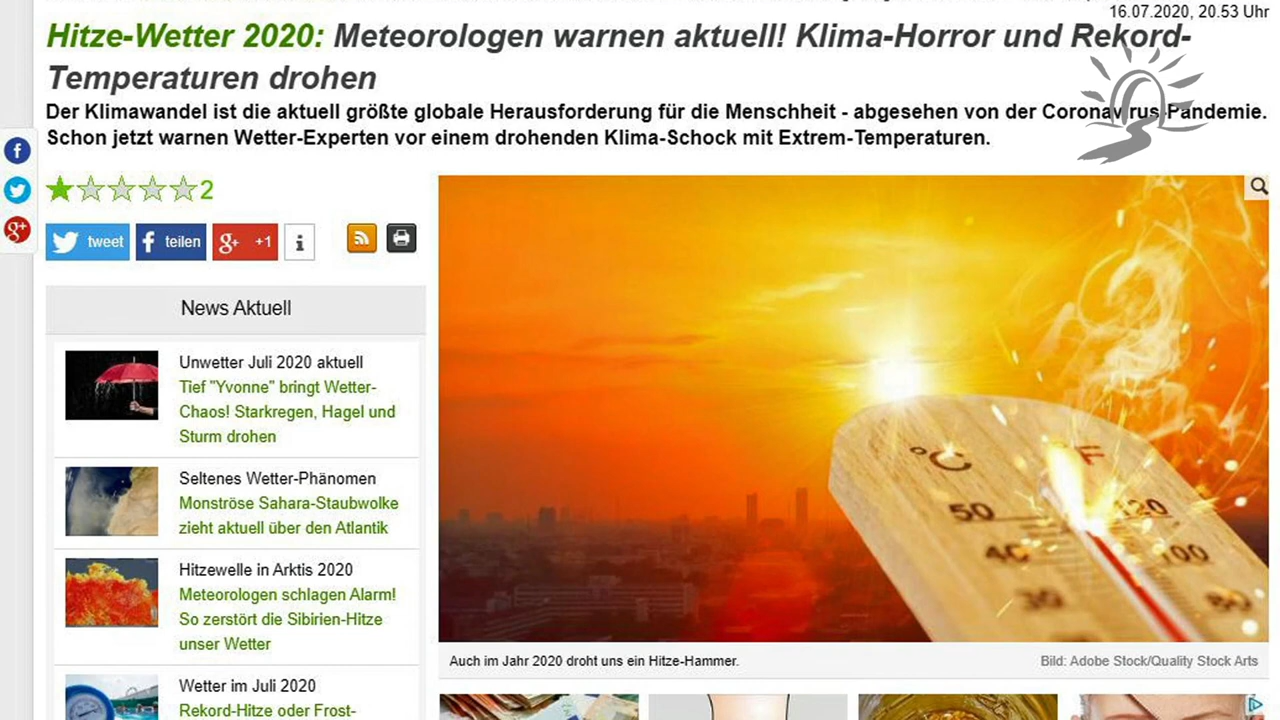 16.07.2020, 20.53 Uhr
Hitze-Wetter 2020: Meteorologen warnen aktuell! Klima-Horror und Rekord-
Temperaturen drohen
Der Klimawandel ist die aktuell größte globale Herausforderung für die Menschheit - abgesehen von der Coronavirus-Pandemie.
Schon jetzt warnen Wetter-Experten vor einem drohenden Klima-Schock mit Extrem-Temperaturen.
2
tweet
teilen
g+ +1
i
News Aktuell
Unwetter Juli 2020 aktuell
Tief "Yvonne" bringt Wetter-
Chaos! Starkregen, Hagel und
Sturm drohen
Seltenes Wetter-Phänomen
Monströse Sahara-Staubwolke
zieht aktuell über den Atlantik
Hitzewelle in Arktis 2020
Meteorologen schlagen Alarm!
So zerstört die Sibirien-Hitze
unser Wetter
Wetter im Juli 2020
Rekord-Hitze oder Frost-
°C F
50 120
40 100
30 80
Auch im Jahr 2020 droht uns ein Hitze-Hammer.
Bild: Adobe Stock/Quality Stock Arts